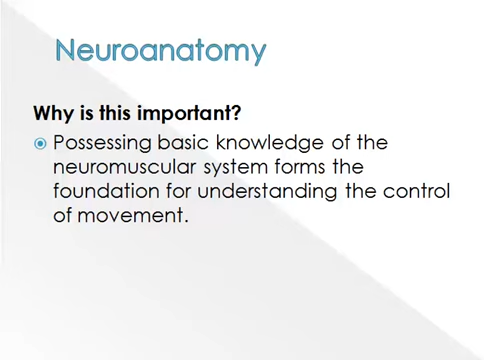 Neuroanatomy
Why is this important?
Possessing basic knowledge of the
neuromuscular system forms the
foundation for understanding the control
of movement.